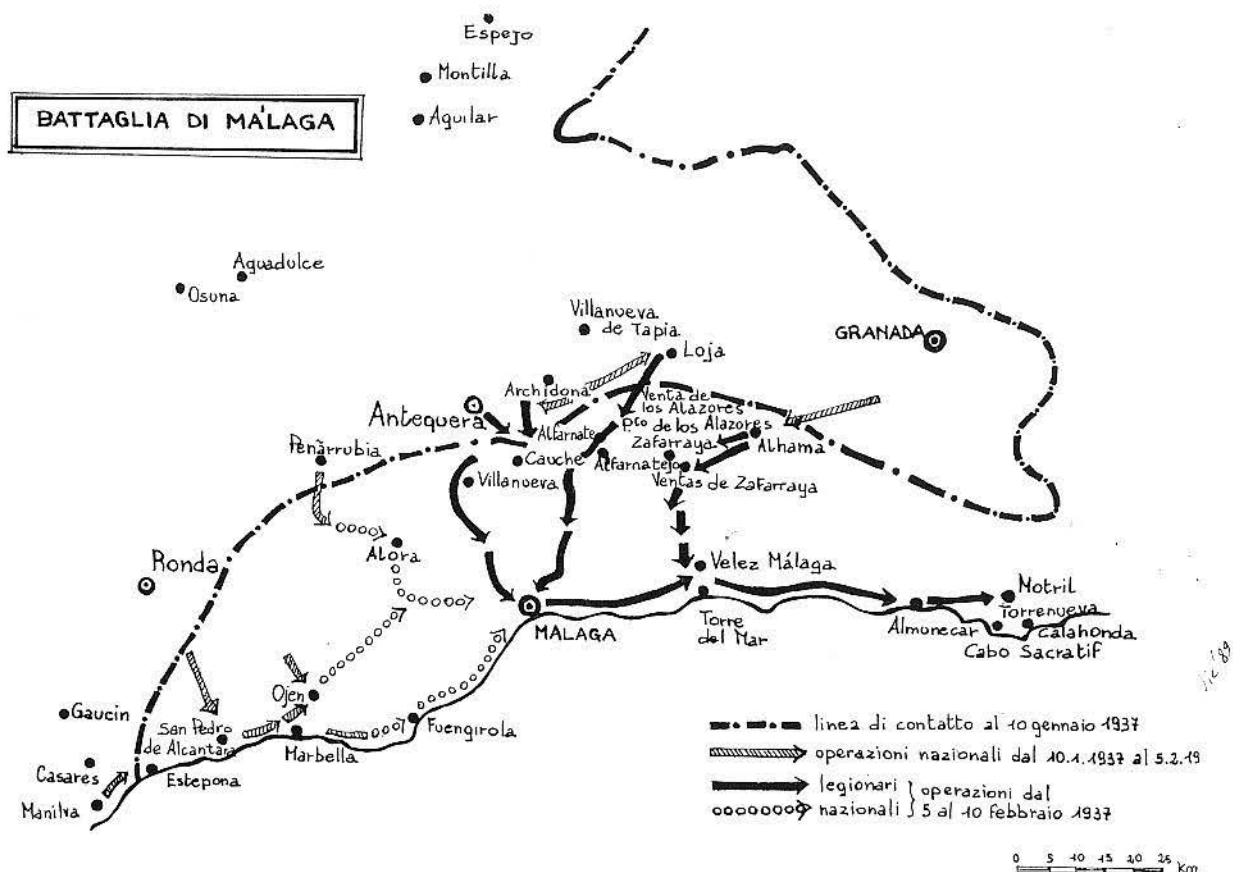 Espejo
Montilla
Aguilar
BATTAGLIA DI MÁLAGA
Aguadulce
Osuna
Villanueva
de Tapia
Loja
GRANADA
Archidona
Antequera
Venta de
los Alazores
P.co de los Alazores
Alfarnate
Zafarraya
Alhama
Peñarrubia
Cauche
Alfarnatejo
Villanueva
Ventas de Zafarraya
Alora
Ronda
Velez Málaga
Motril
MÁLAGA
Torre
del Mar
Almunecar
Torrenueva
Calahonda
Cabo Sacratif
Ojen
Gaucin
San Pedro
de Alcantara
Fuengirola
Marbella
Casares
Estepona
Manilva
linea di contatto al 10 gennaio 1937
operazioni nazionali dal 10.1.1937 al 5.2.19
legionari } operazioni dal
nazionali } 5 al 10 febbraio 1937
0 5 10 15 20 25 Km